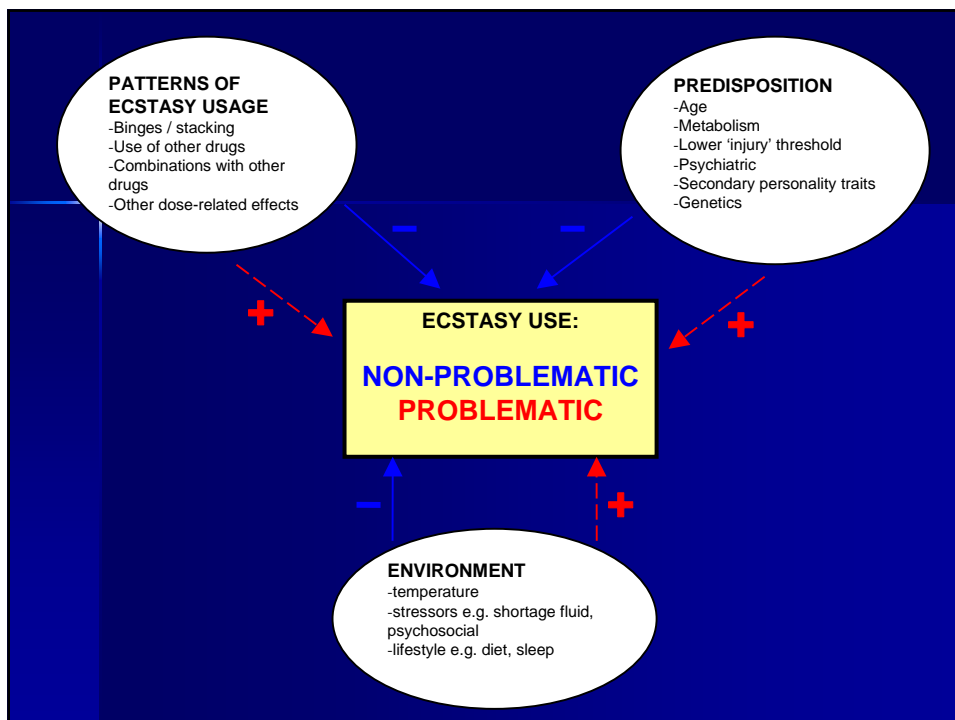 PATTERNS OF
ECSTASY USAGE
-Binges / stacking
-Use of other drugs
-Combinations with other
drugs
-Other dose-related effects
PREDISPOSITION
-Age
-Metabolism
-Lower ‘injury’ threshold
-Psychiatric
-Secondary personality traits
-Genetics
–
–
+
+
ECSTASY USE:
NON-PROBLEMATIC
PROBLEMATIC
–
+
ENVIRONMENT
-temperature
-stressors e.g. shortage fluid,
psychosocial
-lifestyle e.g. diet, sleep